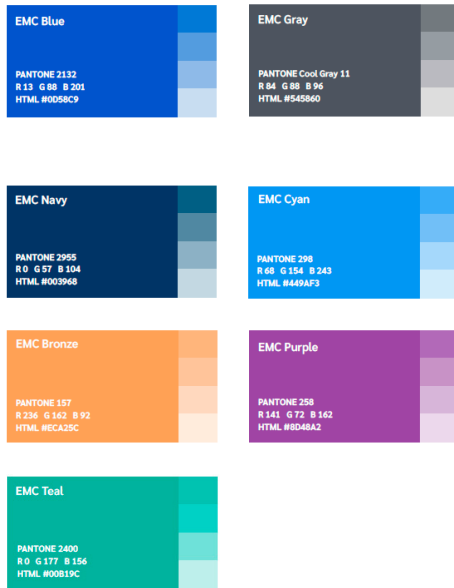 EMC Blue
PANTONE 2132
R 13 G 88 B 201
HTML #0D58C9
EMC Gray
PANTONE Cool Gray 11
R 84 G 88 B 96
HTML #545860
EMC Navy
PANTONE 2955
R 0 G 57 B 104
HTML #003968
EMC Cyan
PANTONE 298
R 68 G 154 B 243
HTML #449AF3
EMC Bronze
PANTONE 157
R 236 G 162 B 92
HTML #ECA25C
EMC Purple
PANTONE 258
R 141 G 72 B 162
HTML #8D48A2
EMC Teal
PANTONE 2400
R 0 G 177 B 156
HTML #00B19C